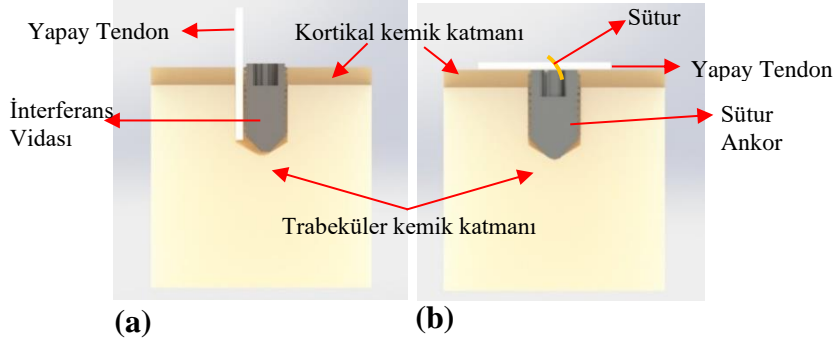 Yapay Tendon
Kortikal kemik katmanı
Sütur
Yapay Tendon
İnterferans
Vidası
Sütur
Ankor
Trabeküler kemik katmanı
(a)
(b)